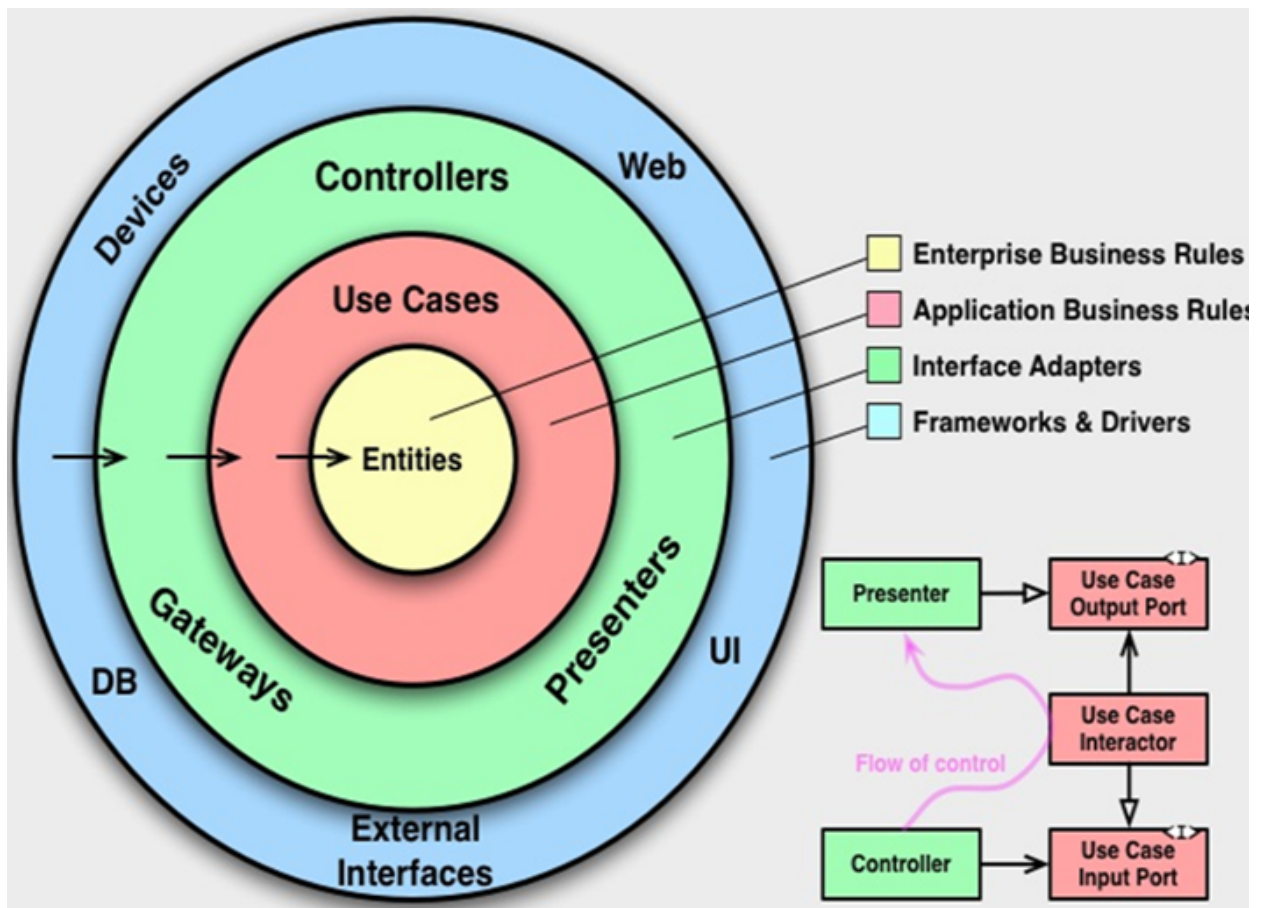 Devices
Web
Controllers
Use Cases
Entities
Gateways
Presenters
DB
UI
External
Interfaces
Enterprise Business Rules
Application Business Rules
Interface Adapters
Frameworks & Drivers
Presenter
Use Case
Output Port
<I>
Use Case
Interactor
Flow of control
Controller
Use Case
Input Port
<I>